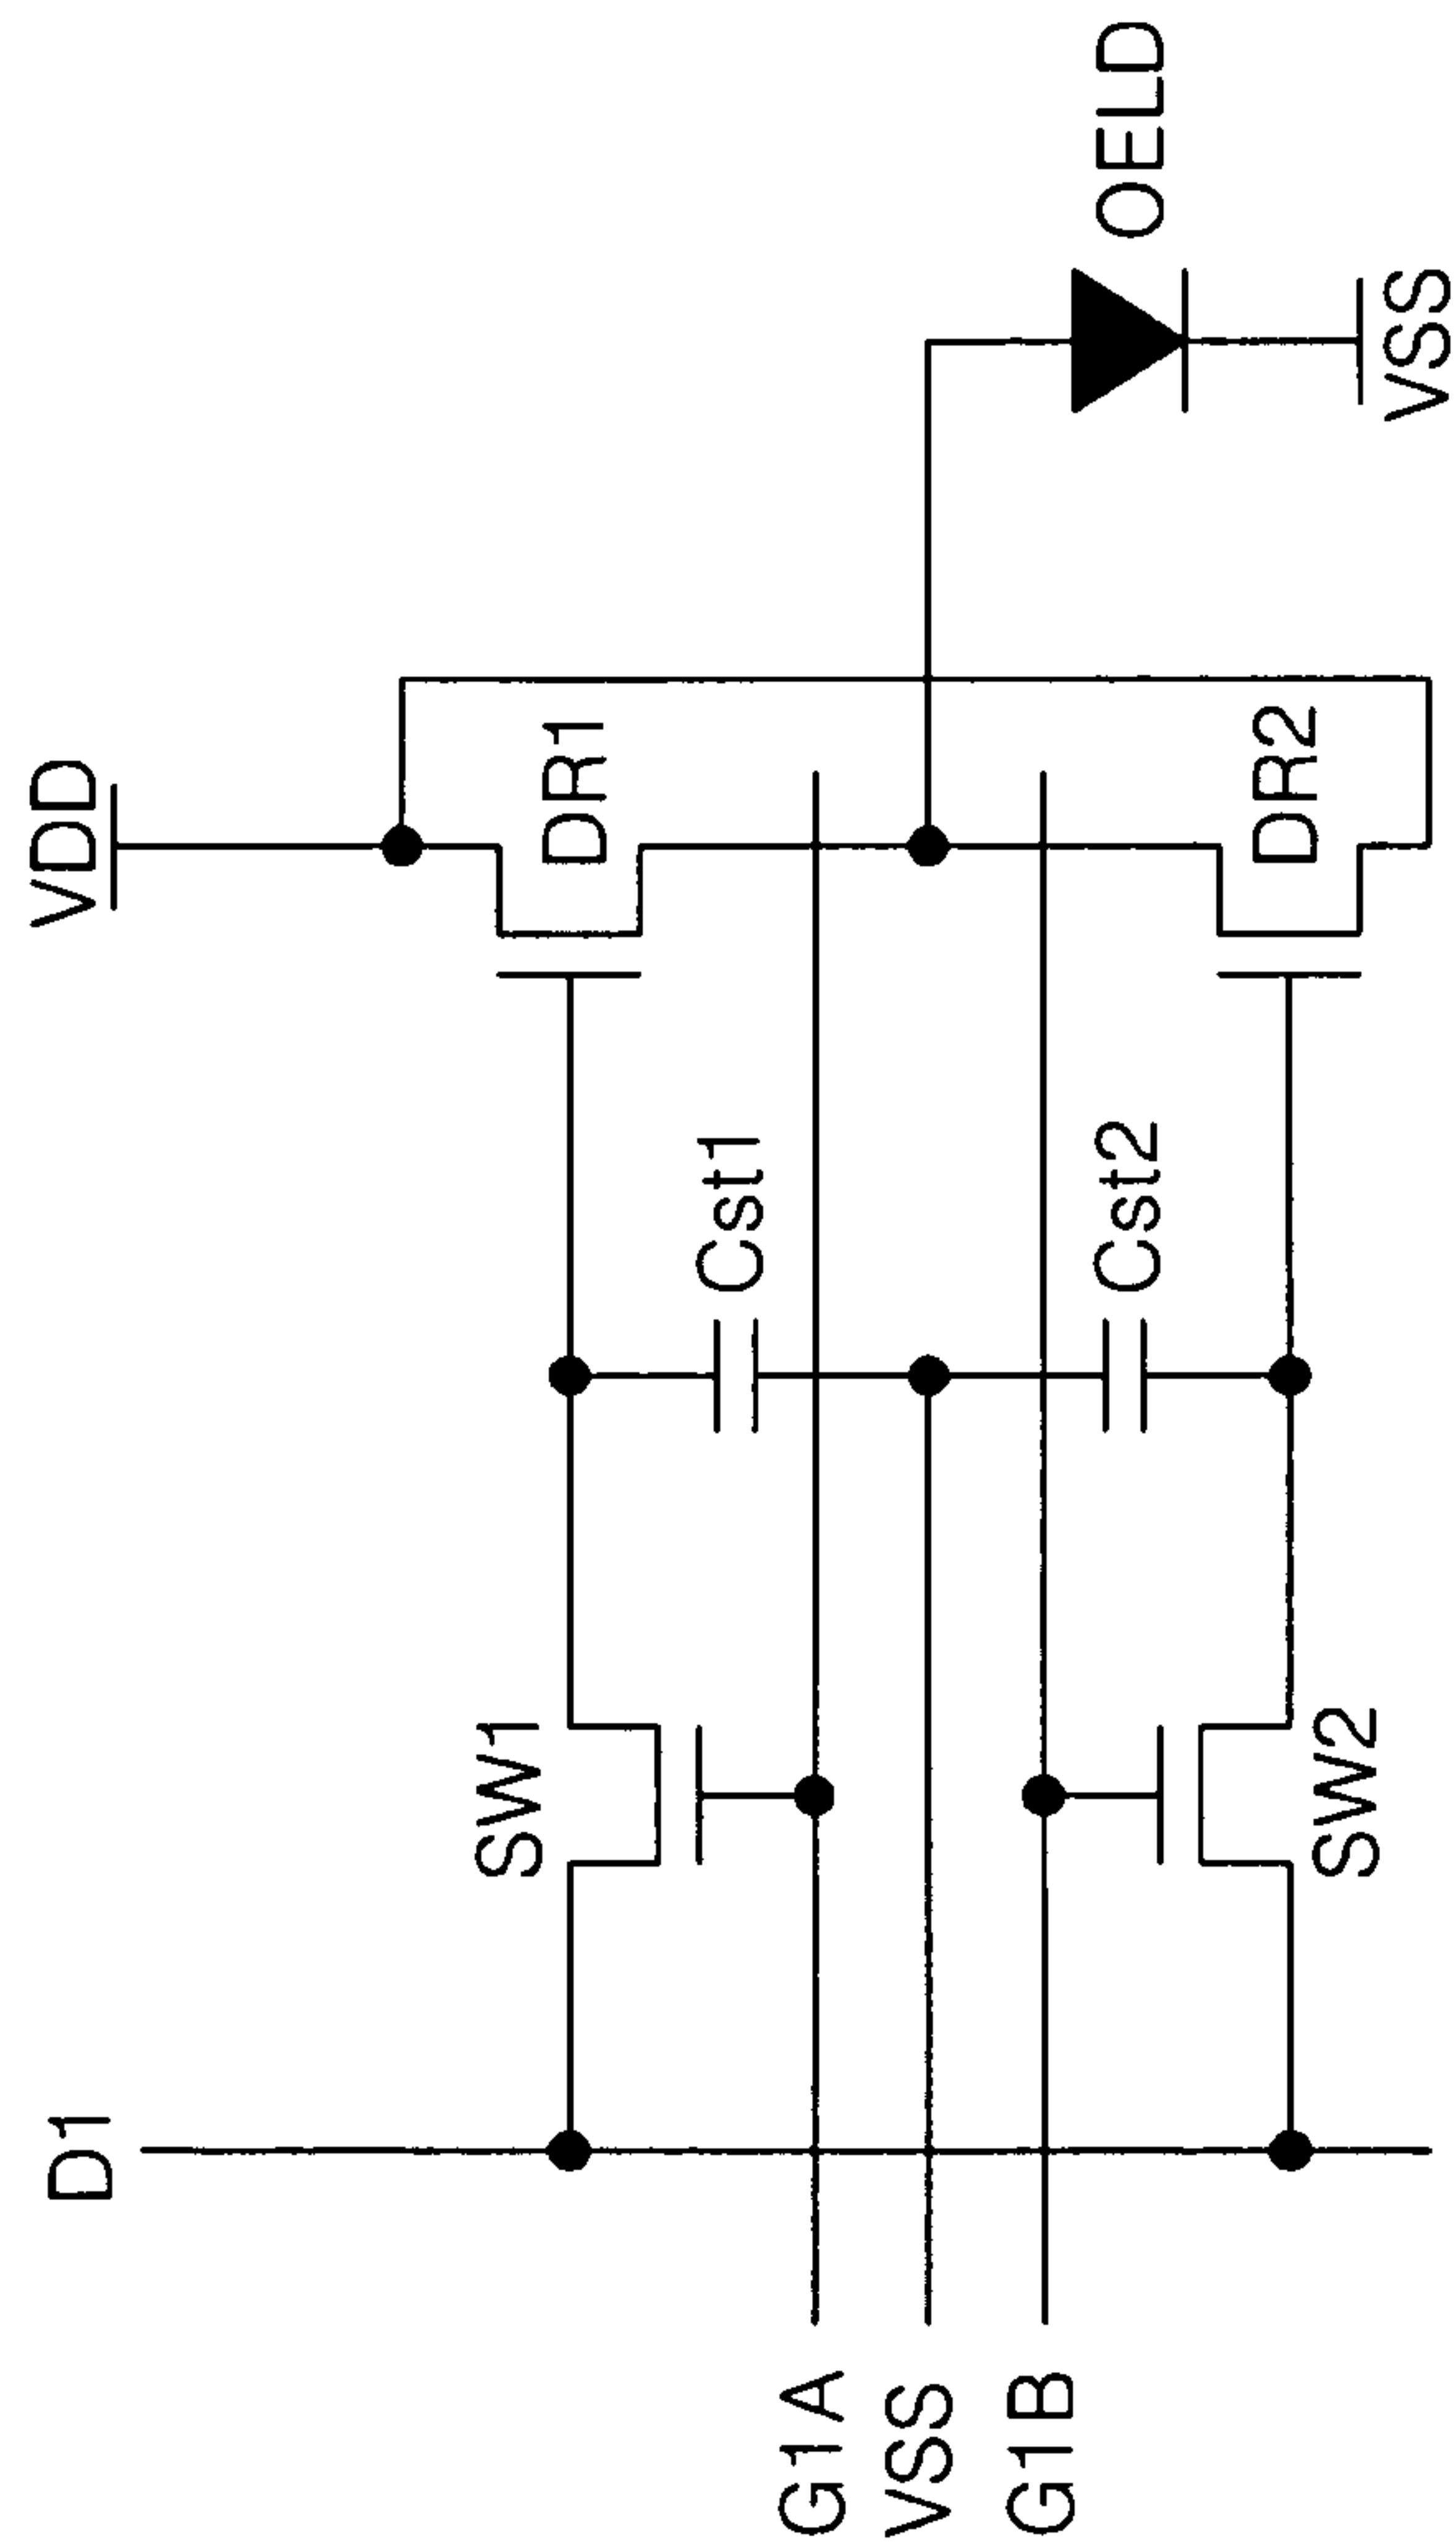 D1
VDD
SW1
DR1
Cst1
G1A
VSS
G1B
Cst2
OELD
SW2
DR2
VSS